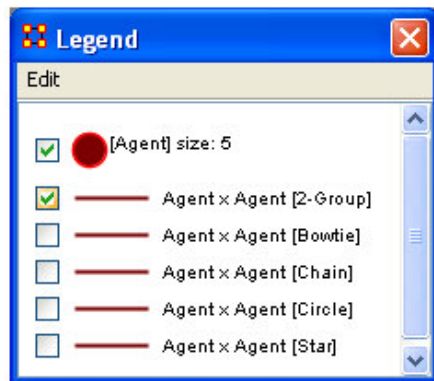 Legend
Edit
[Agent] size: 5
Agent x Agent [2-Group]
Agent x Agent [Bowtie]
Agent x Agent [Chain]
Agent x Agent [Circle]
Agent x Agent [Star]